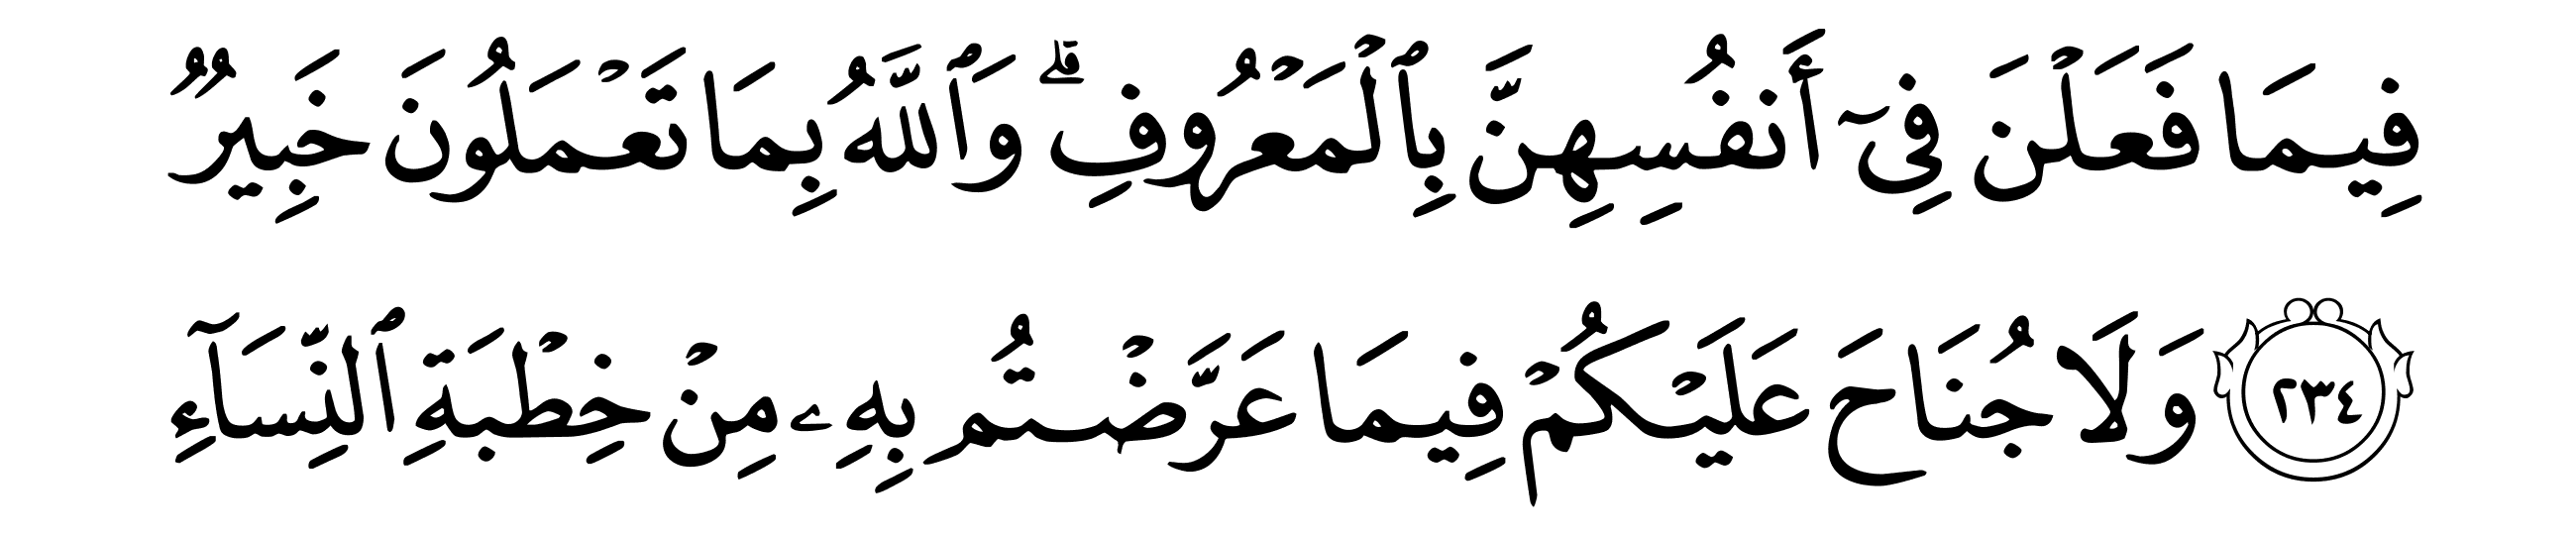 فِيمَا فَعَلۡنَ فِيٓ أَنفُسِهِنَّ بِٱلۡمَعۡرُوفِۗ وَٱللَّهُ بِمَا تَعۡمَلُونَ خَبِيرٞ
٢٣٤ وَلَا جُنَاحَ عَلَيۡكُمۡ فِيمَا عَرَّضۡتُم بِهِۦ مِنۡ خِطۡبَةِ ٱلنِّسَآءِ